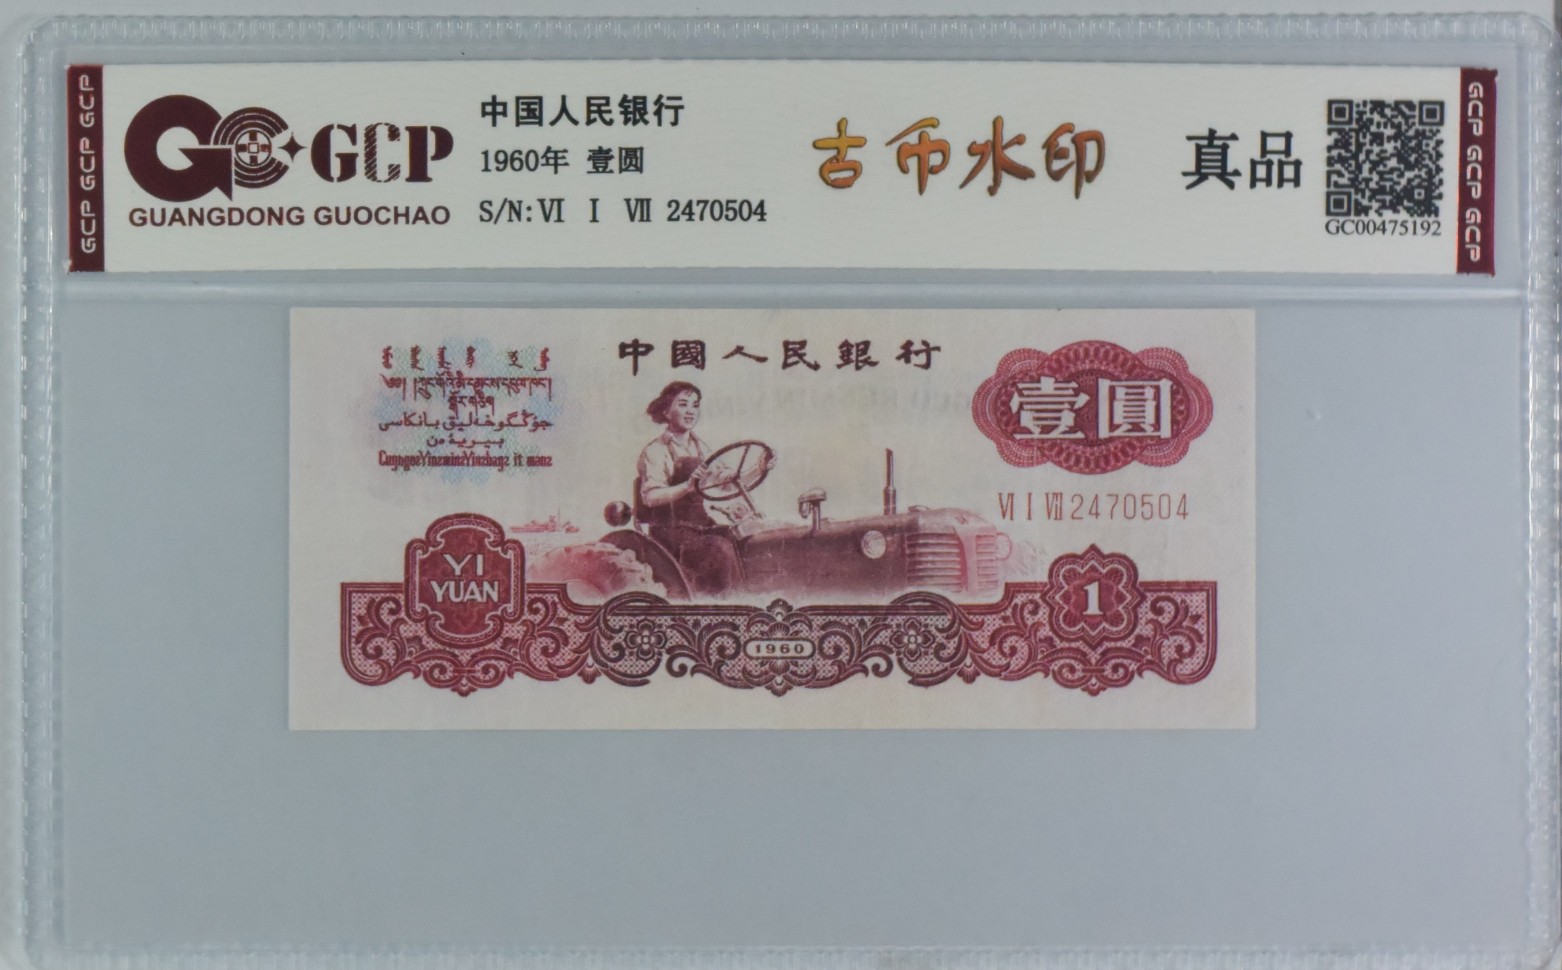 GCP GCP GCP
GCP
GUANGDONG GUOCHAO
中国人民银行
1960年 壹圆
S/N: Ⅵ Ⅰ Ⅶ 2470504
古币水印
真品
GC00475192
GCP GCP GCP
中國人民銀行
壹圓
Ⅵ Ⅰ Ⅶ 2470504
YI
YUAN
1960
1